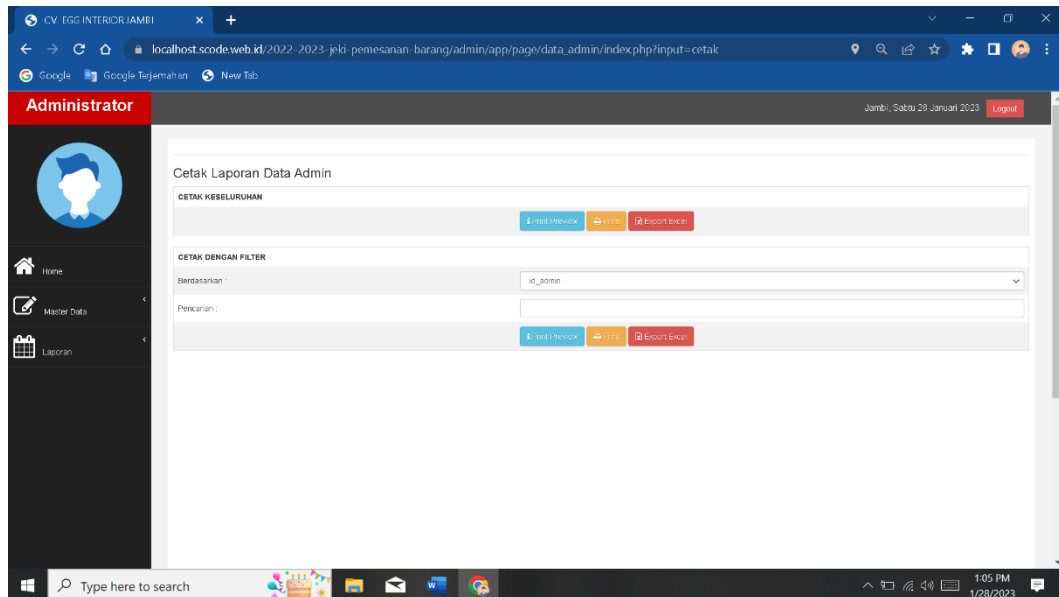 CV. EGG INTERIOR JAMBI
localhost.scode.web.id/2022-2023-jeki-pemesanan-barang/admin/app/page/data_admin/index.php?input=cetak
Google Google Terjemahan New Tab
Administrator
Jambi, Sabtu 28 Januari 2023 Logout
Cetak Laporan Data Admin
CETAK KESELURUHAN
Print Preview Print Export Excel
CETAK DENGAN FILTER
Home
Berdasarkan : id_admin
Master Data
Pencarian :
Print Preview Print Export Excel
Laporan
Type here to search
1:05 PM
1/28/2023